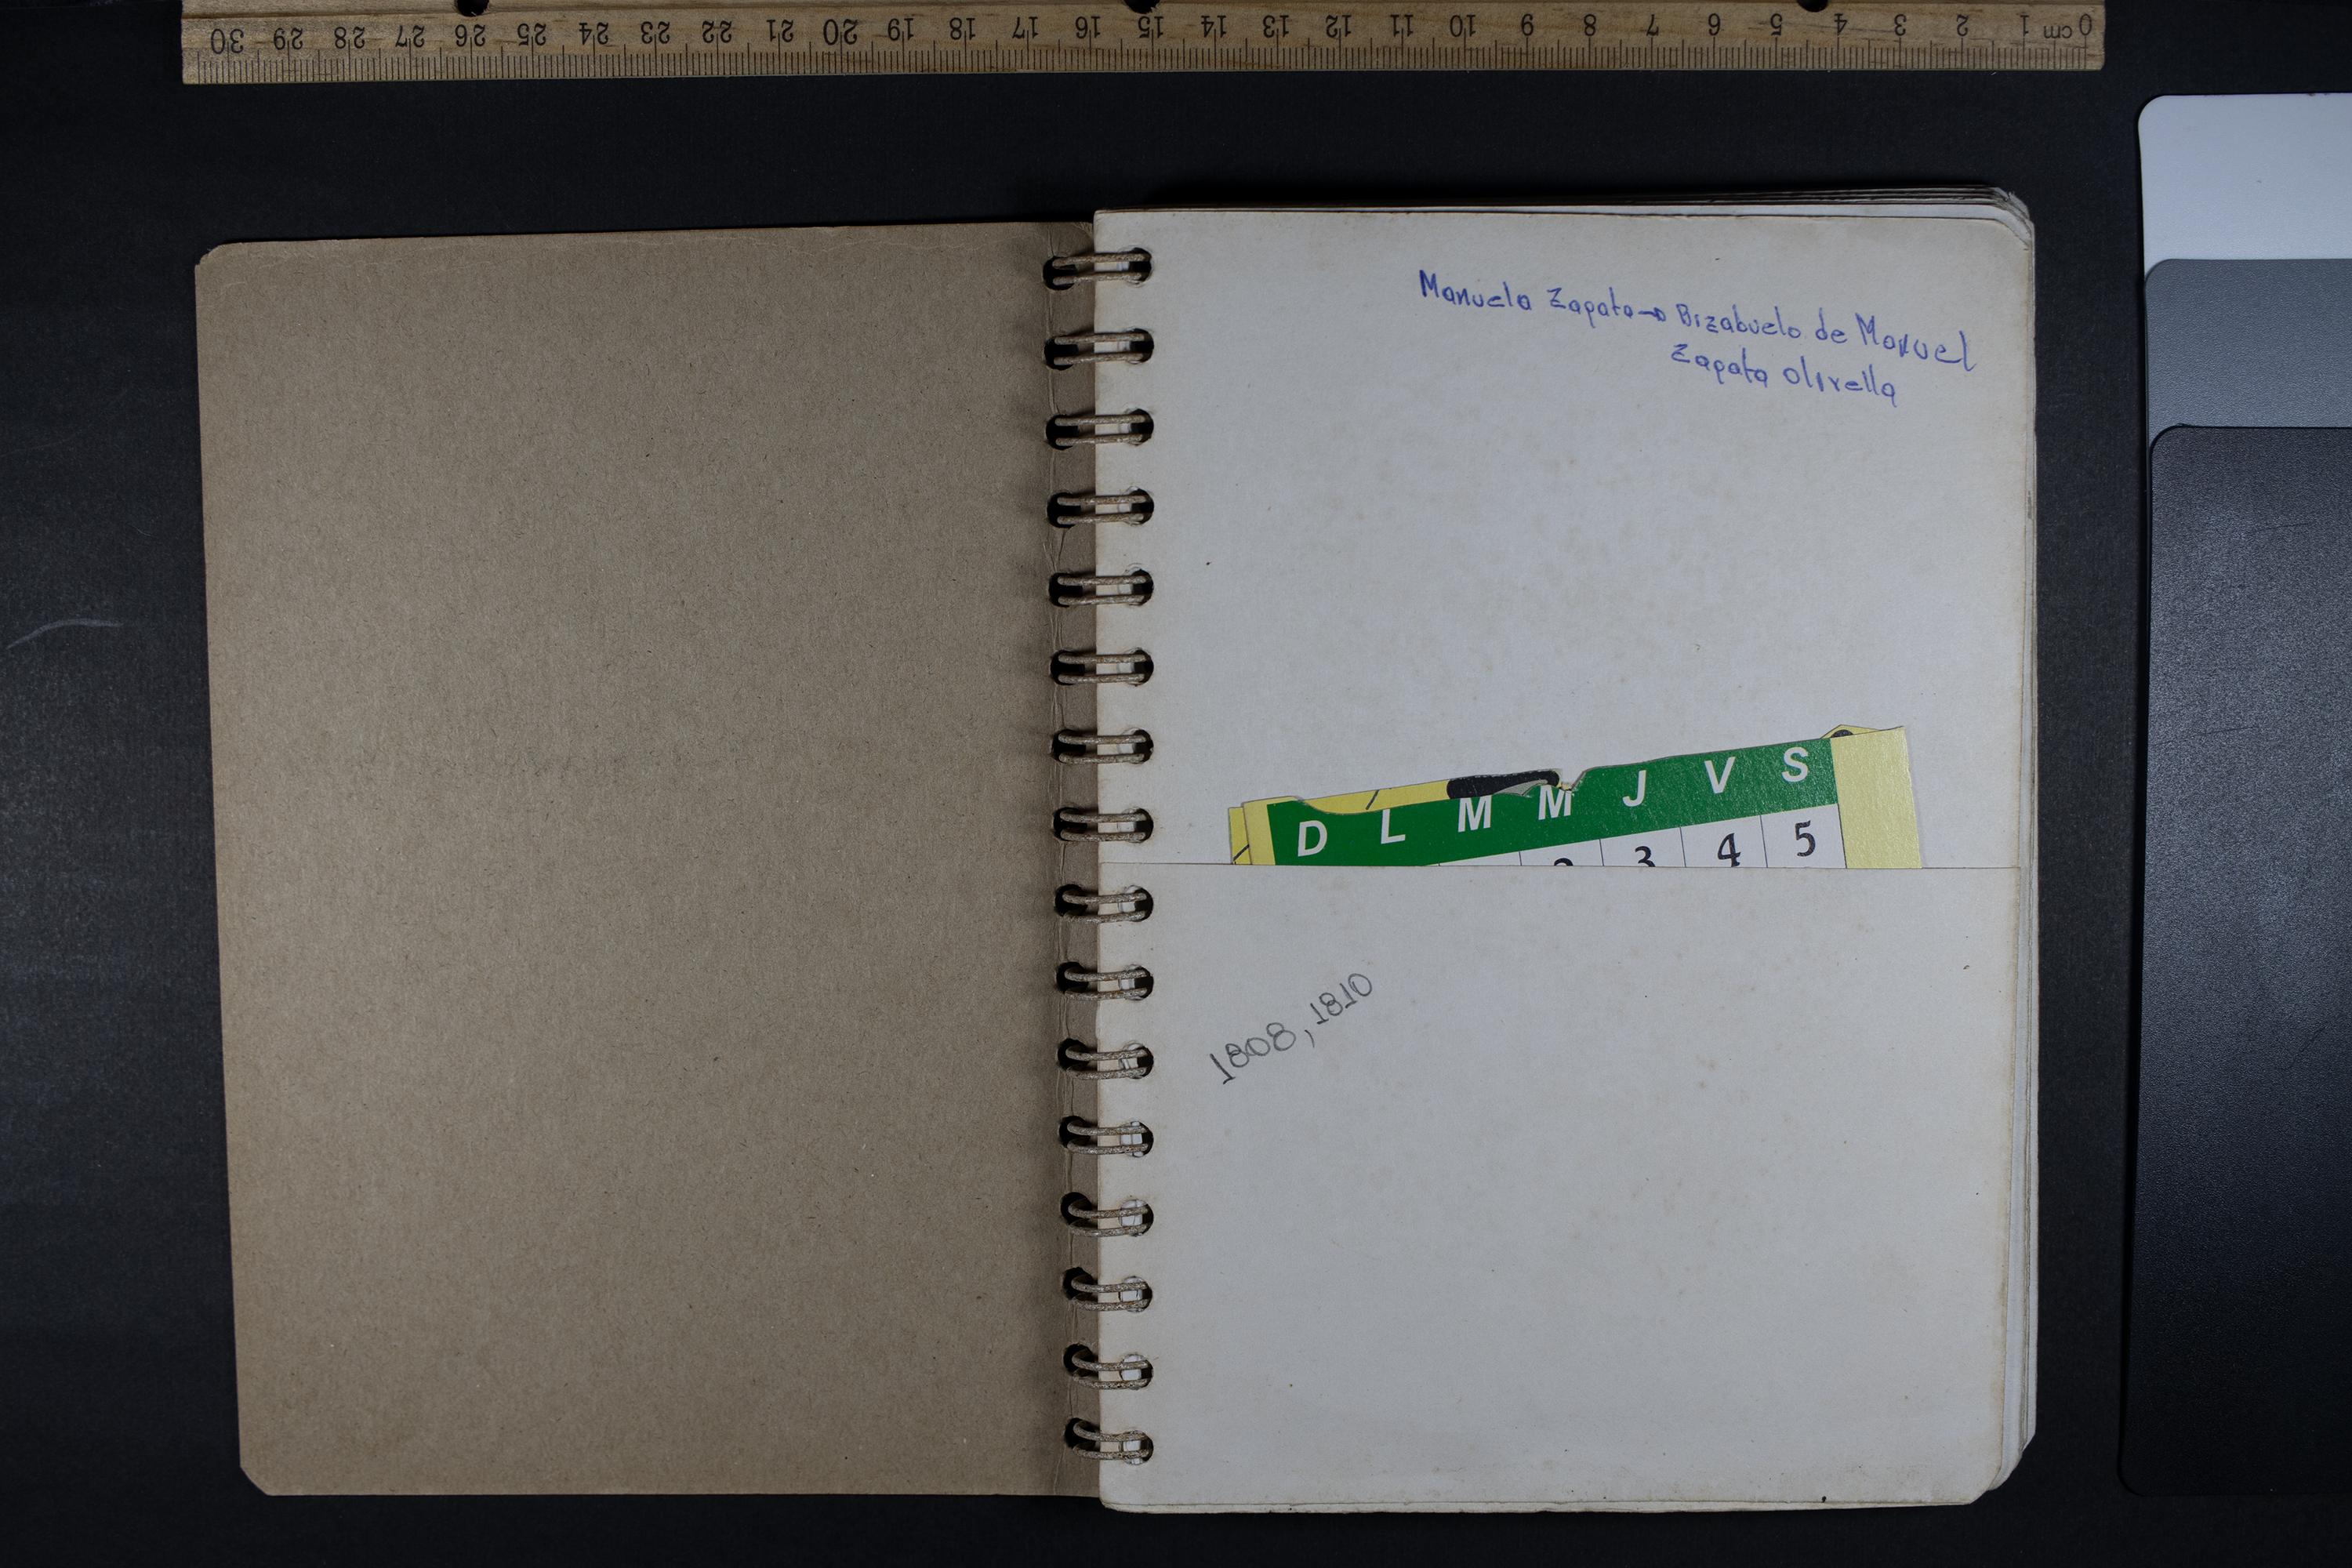 30 29 28 27 26 25 24 23 22 21 20 19 18 17 16 15 14 13 12 11 10 9 8 7 6 5 4 3 2 1 cm 0
Manuela Zapata → Bizabuelo de Manuel
Zapata Olivella
D L M M J V S
2 3 4 5
1808, 1810